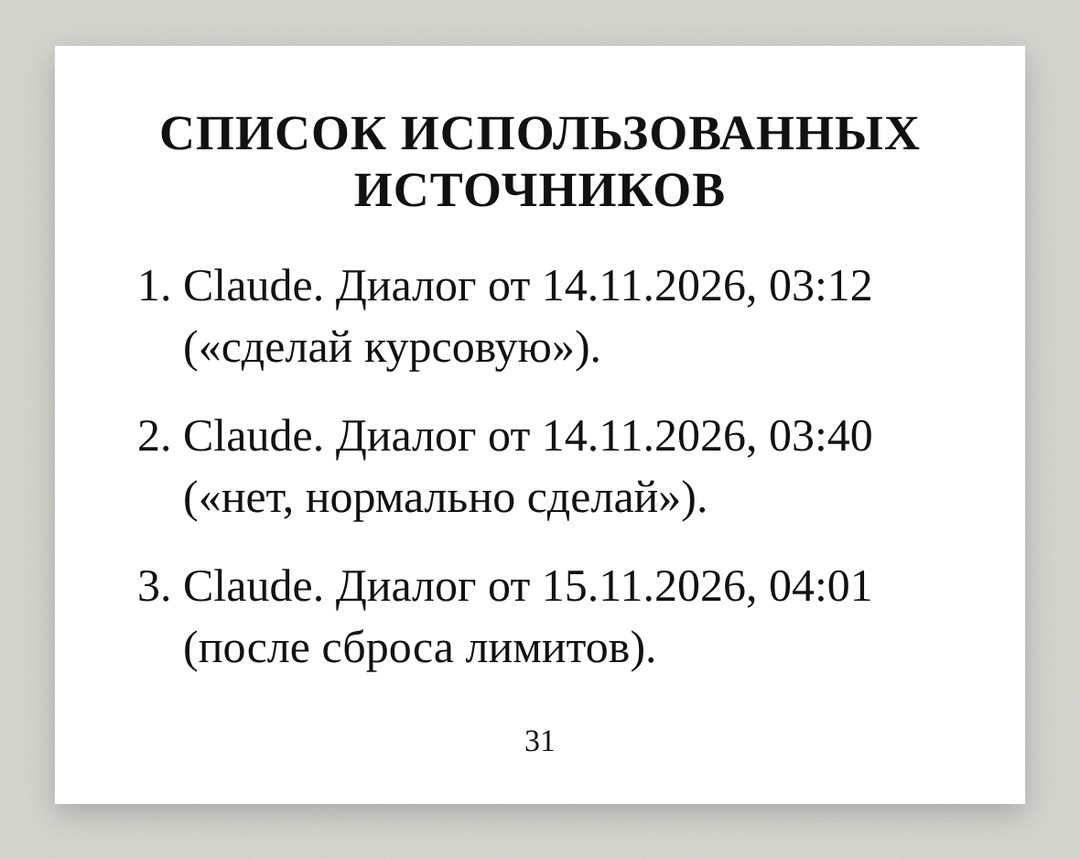 СПИСОК ИСПОЛЬЗОВАННЫХ
ИСТОЧНИКОВ
1. Claude. Диалог от 14.11.2026, 03:12
(«сделай курсовую»).
2. Claude. Диалог от 14.11.2026, 03:40
(«нет, нормально сделай»).
3. Claude. Диалог от 15.11.2026, 04:01
(после сброса лимитов).
31